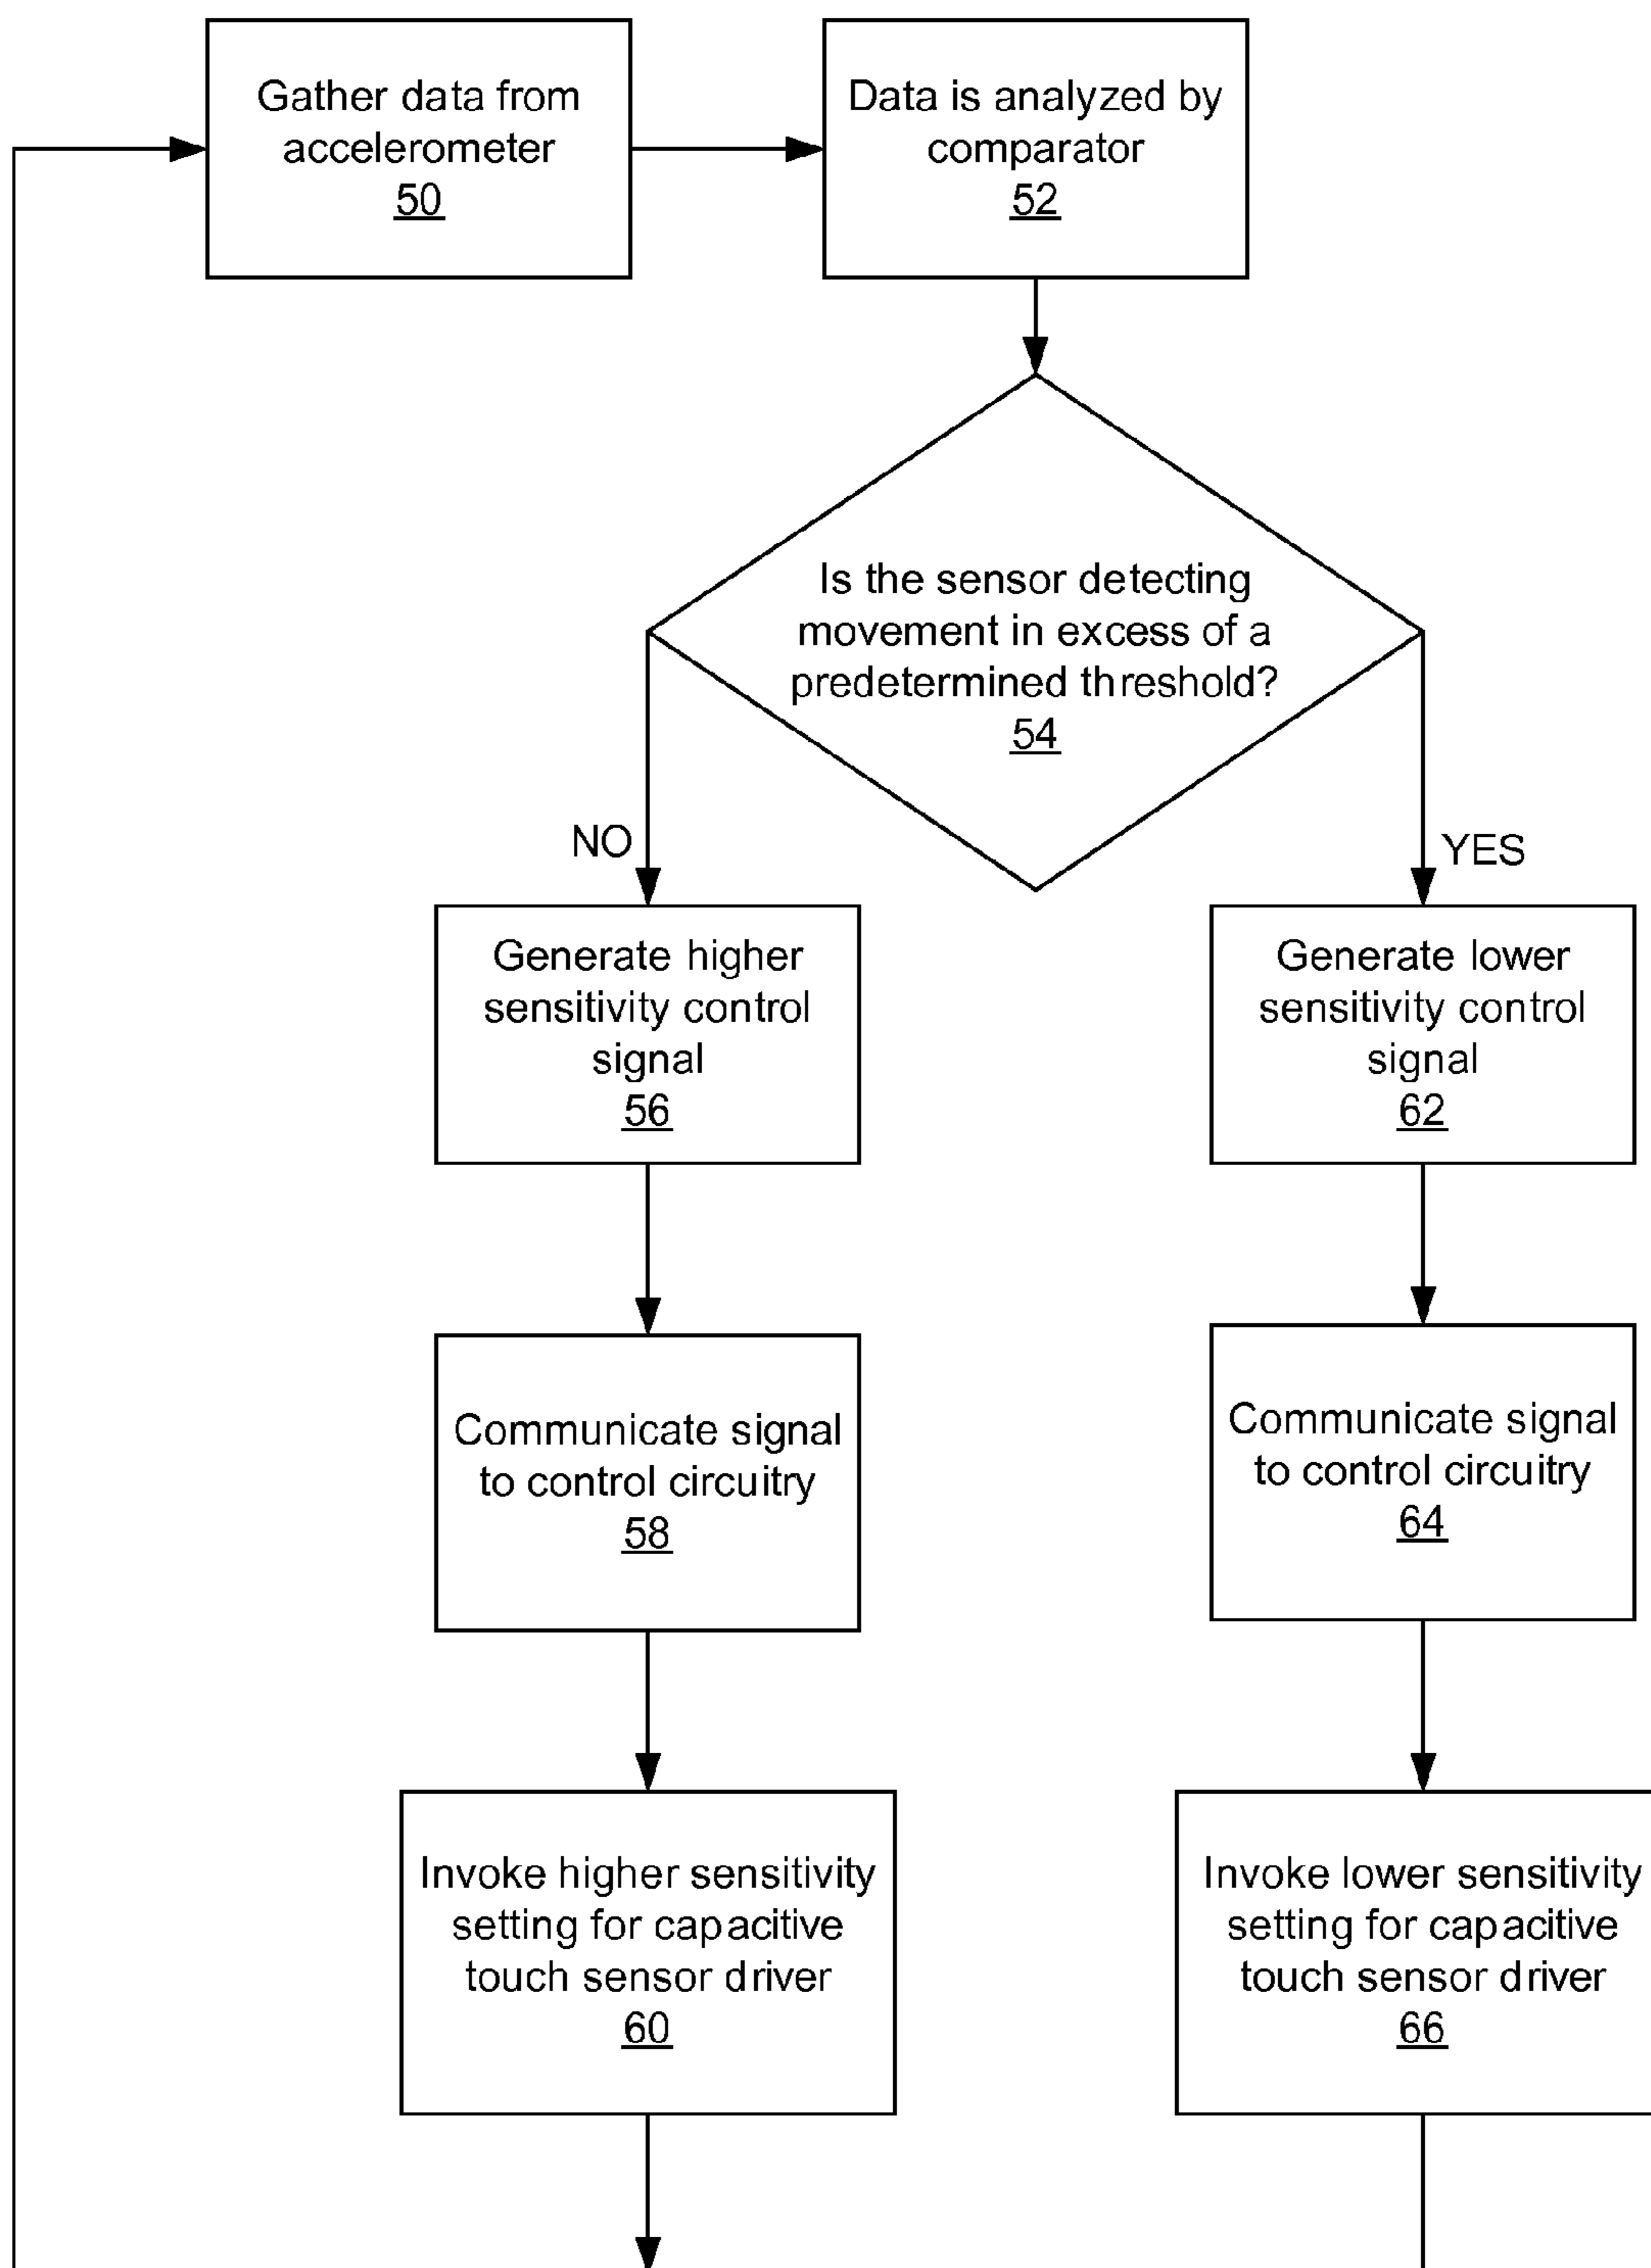 Gather data from
accelerometer
50
Data is analyzed by
comparator
52
Is the sensor detecting
movement in excess of a
predetermined threshold?
54
NO
YES
Generate higher
sensitivity control
signal
56
Generate lower
sensitivity control
signal
62
Communicate signal
to control circuitry
58
Communicate signal
to control circuitry
64
Invoke higher sensitivity
setting for capacitive
touch sensor driver
60
Invoke lower sensitivity
setting for capacitive
touch sensor driver
66